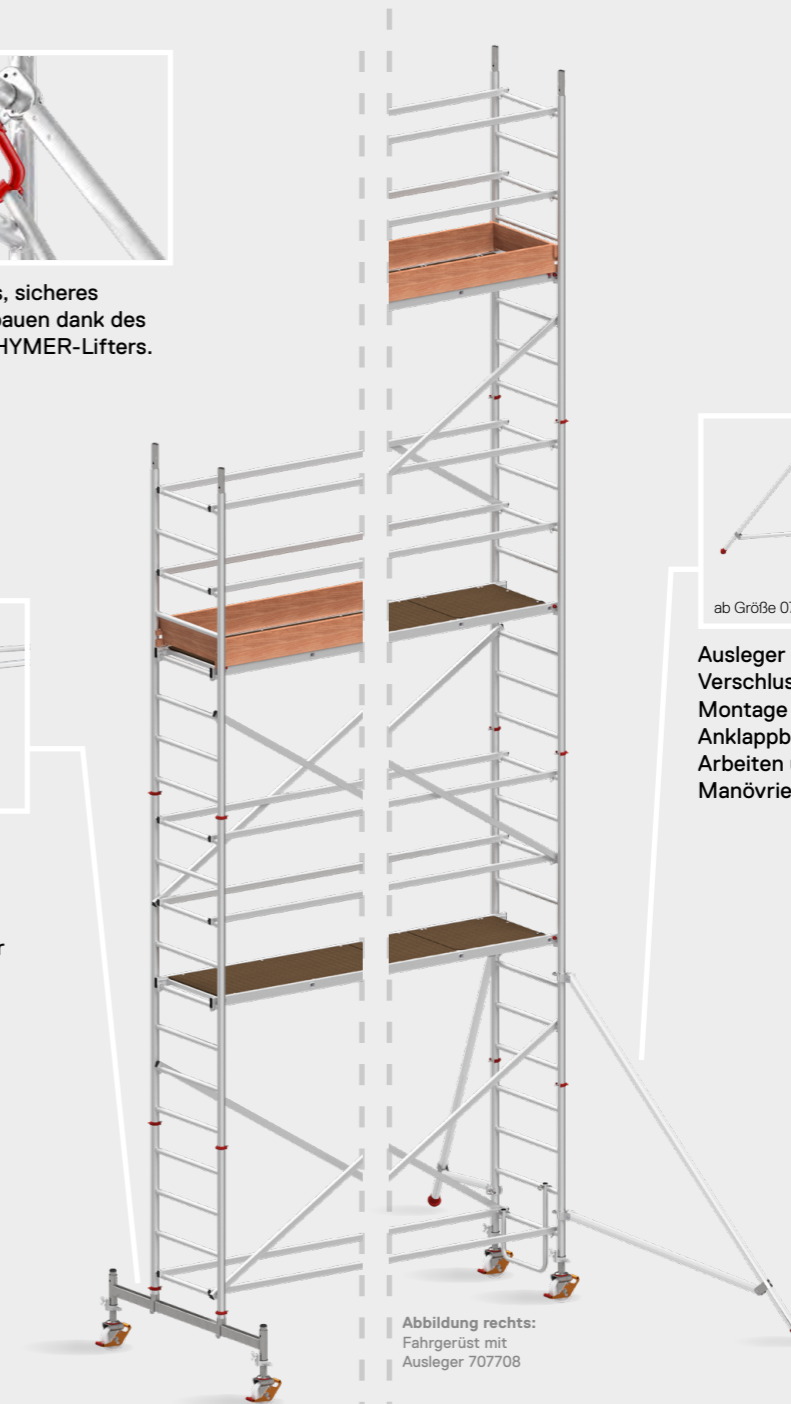 s, sicheres
bauen dank des
HYMER-Lifters.
ab Größe 07
Ausleger
Verschlus
Montage
Anklappb
Arbeiten
Manövrie
r
Abbildung rechts:
Fahrgerüst mit
Ausleger 707708